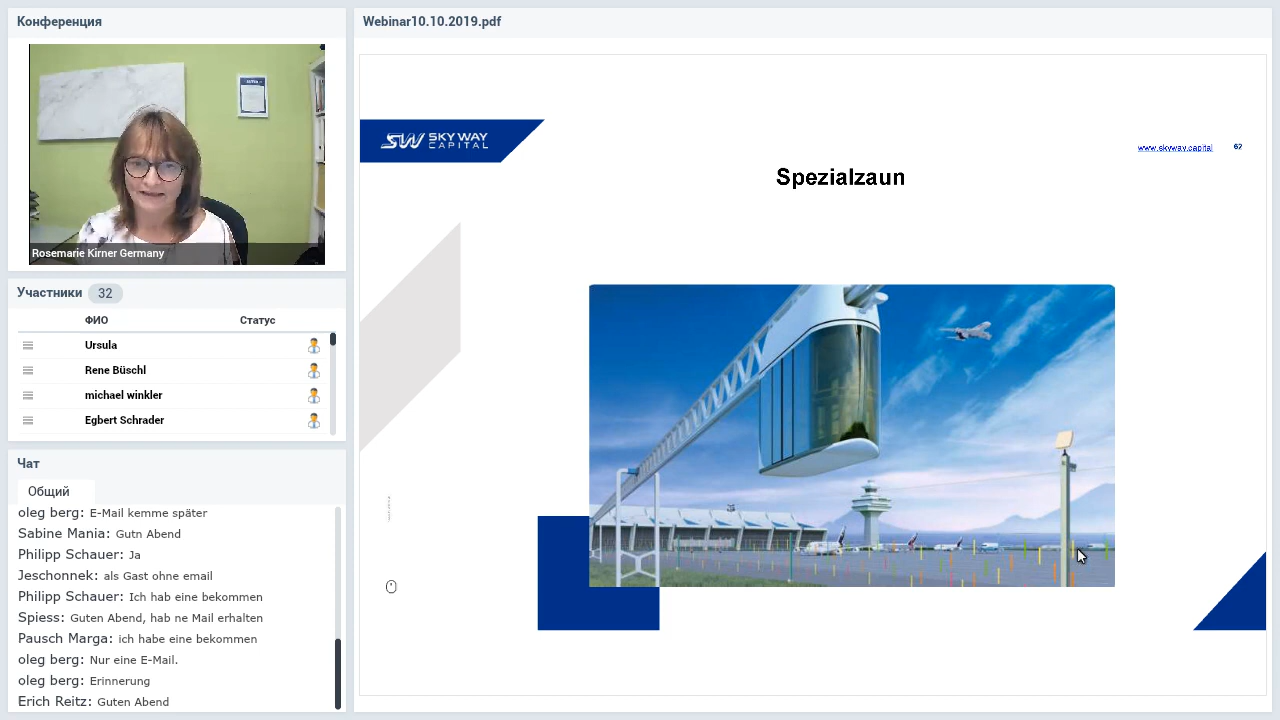 Конференция
Rosemarie Kirner Germany
Участники 32
ФИО Статус
Ursula
Rene Büschl
michael winkler
Egbert Schrader
Чат
Общий
oleg berg: E-Mail kemme später
Sabine Mania: Gutn Abend
Philipp Schauer: Ja
Jeschonnek: als Gast ohne email
Philipp Schauer: Ich hab eine bekommen
Spiess: Guten Abend, hab ne Mail erhalten
Pausch Marga: ich habe eine bekommen
oleg berg: Nur eine E-Mail.
oleg berg: Erinnerung
Erich Reitz: Guten Abend
Webinar10.10.2019.pdf
SW SKY WAY
CAPITAL
www.skyway.capital 62
Spezialzaun